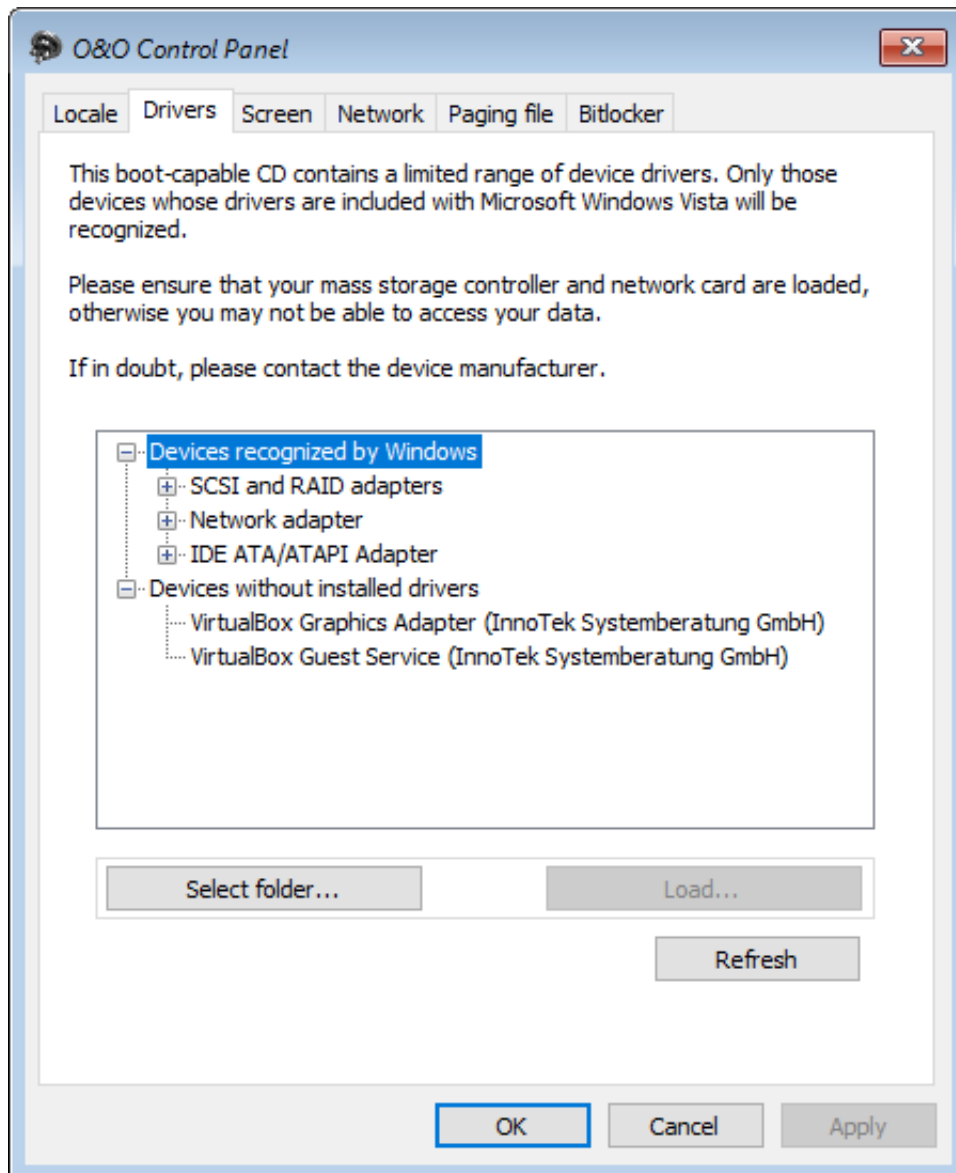 O&O Control Panel
Locale Drivers Screen Network Paging file Bitlocker
This boot-capable CD contains a limited range of device drivers. Only those
devices whose drivers are included with Microsoft Windows Vista will be
recognized.
Please ensure that your mass storage controller and network card are loaded,
otherwise you may not be able to access your data.
If in doubt, please contact the device manufacturer.
Devices recognized by Windows
SCSI and RAID adapters
Network adapter
IDE ATA/ATAPI Adapter
Devices without installed drivers
VirtualBox Graphics Adapter (InnoTek Systemberatung GmbH)
VirtualBox Guest Service (InnoTek Systemberatung GmbH)
Select folder... Load...
Refresh
OK Cancel Apply